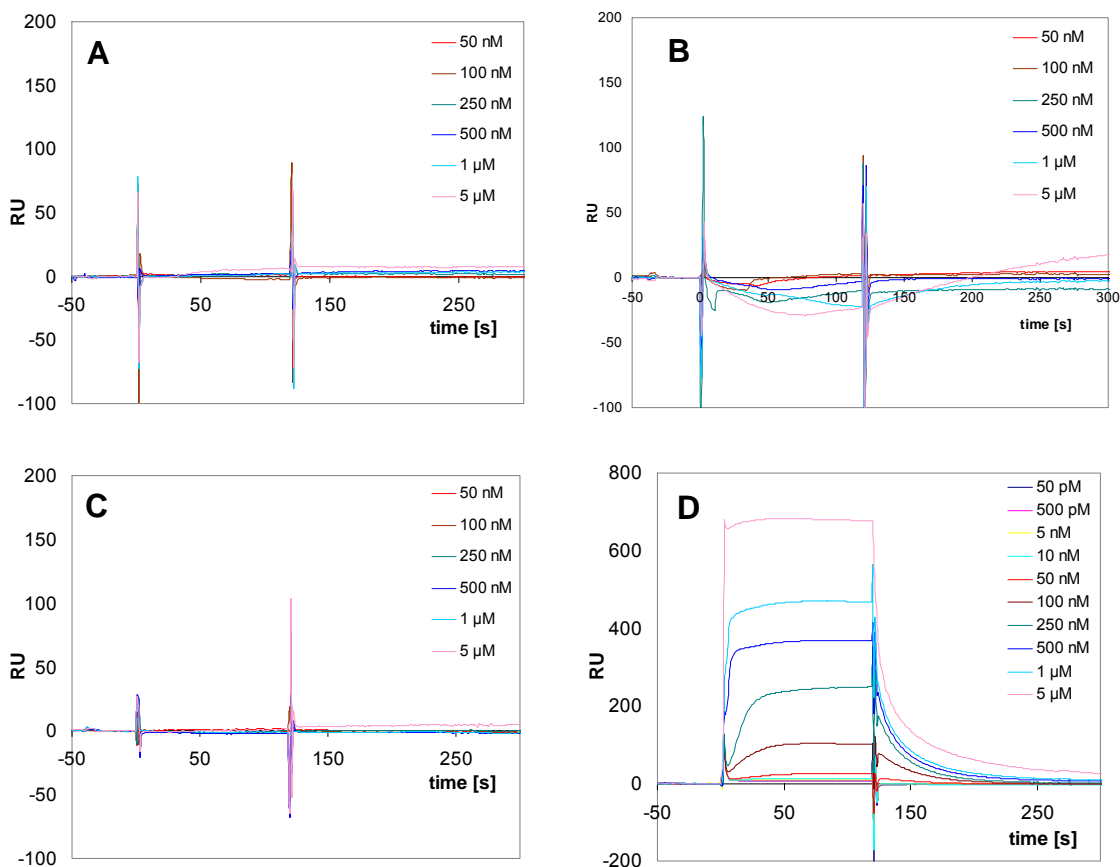 A
200
150
100
50
0
-50
-100
RU
-50
50
150
250
time [s]
50 nM
100 nM
250 nM
500 nM
1 µM
5 µM
B
200
150
100
50
0
-50
-100
RU
-50
0
50
100
150
200
250
300
time [s]
50 nM
100 nM
250 nM
500 nM
1 µM
5 µM
C
200
150
100
50
0
-50
-100
RU
-50
50
150
250
time [s]
50 nM
100 nM
250 nM
500 nM
1 µM
5 µM
D
800
600
400
200
0
-200
RU
-50
50
150
250
time [s]
50 pM
500 pM
5 nM
10 nM
50 nM
100 nM
250 nM
500 nM
1 µM
5 µM